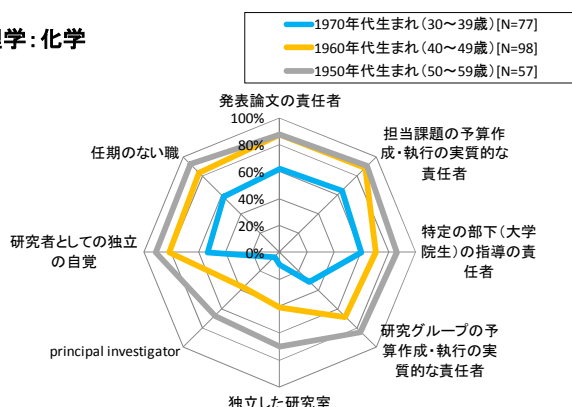 理学：化学
1970年代生まれ（30～39歳）[N=77]
1960年代生まれ（40～49歳）[N=98]
1950年代生まれ（50～59歳）[N=57]
発表論文の責任者
担当課題の予算作
成・執行の実質的な
責任者
特定の部下（大学
院生）の指導の責
任者
研究グループの予
算作成・執行の実
質的な責任者
独立した研究室
principal investigator
研究者としての独立
の自覚
任期のない職
100%
80%
60%
40%
20%
0%